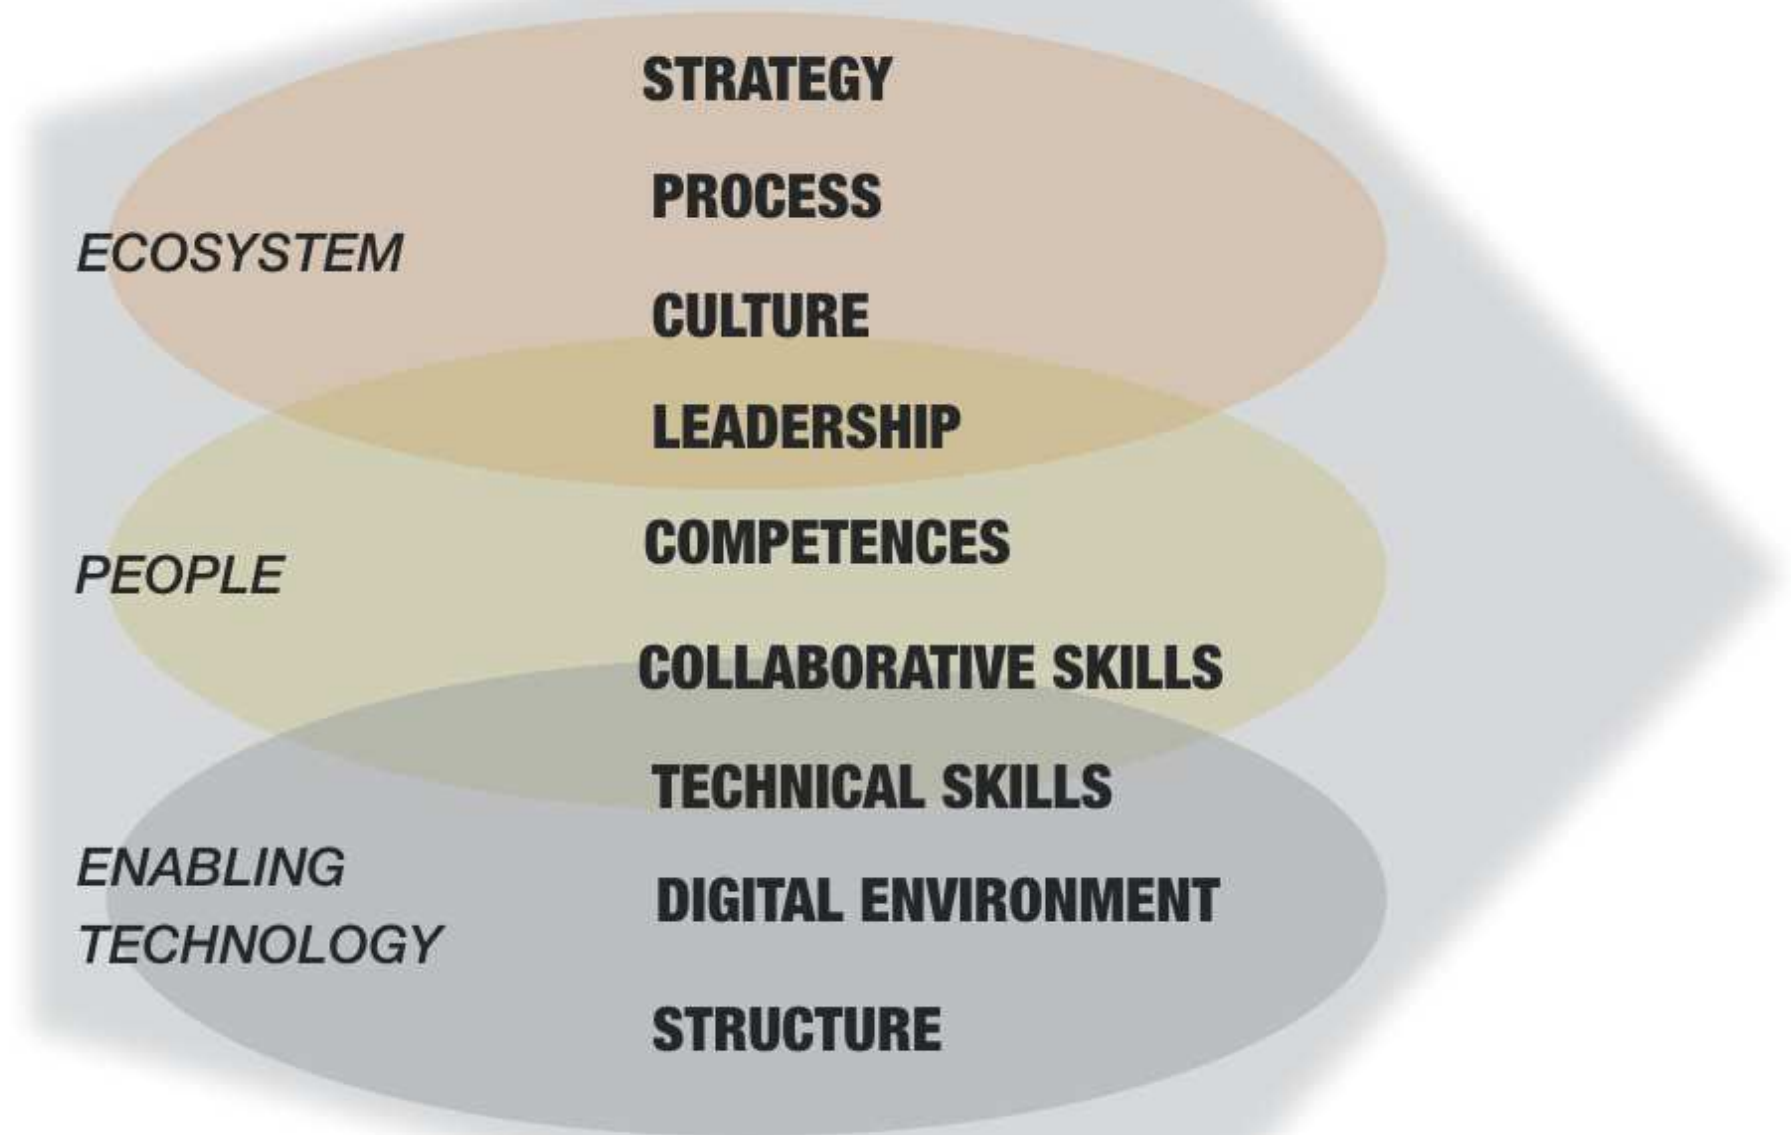 STRATEGY
PROCESS
ECOSYSTEM
CULTURE
LEADERSHIP
COMPETENCES
PEOPLE
COLLABORATIVE SKILLS
TECHNICAL SKILLS
ENABLING
TECHNOLOGY
DIGITAL ENVIRONMENT
STRUCTURE